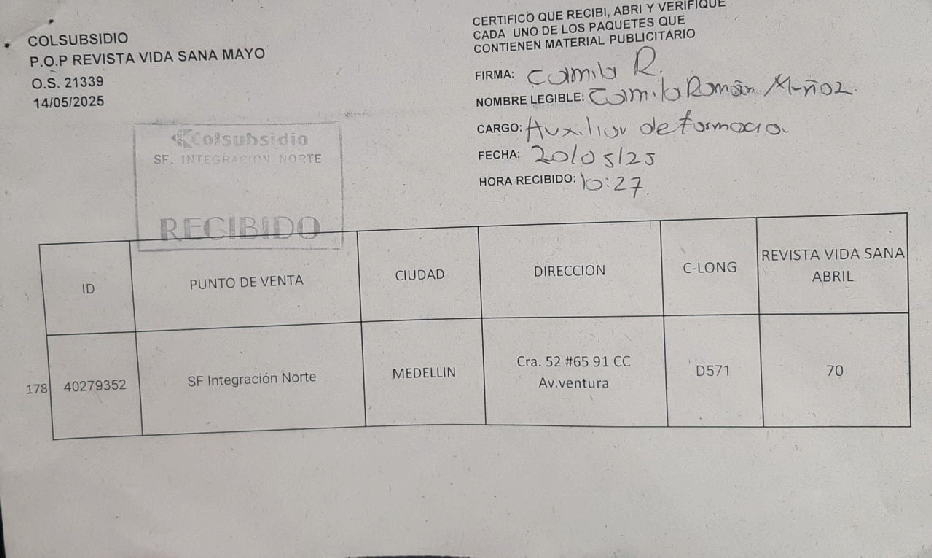 COLSUBSIDIO
P.O.P REVISTA VIDA SANA MAYO
O.S. 21339
14/05/2025
CERTIFICO QUE RECIBI, ABRI Y VERIFIQUE
CADA UNO DE LOS PAQUETES QUE
CONTIENEN MATERIAL PUBLICITARIO
FIRMA: Camila R.
NOMBRE LEGIBLE: Camila Román Muñoz.
CARGO: Auxiliar de formacia.
FECHA: 20/05/25
HORA RECIBIDO: 10:27
Colsubsidio
SF. INTEGRACION NORTE
RECIBIDO
ID PUNTO DE VENTA CIUDAD DIRECCION C-LONG REVISTA VIDA SANA
ABRIL
178 40279352 SF Integración Norte MEDELLIN Cra. 52 #65 91 CC D571 70
Av.ventura